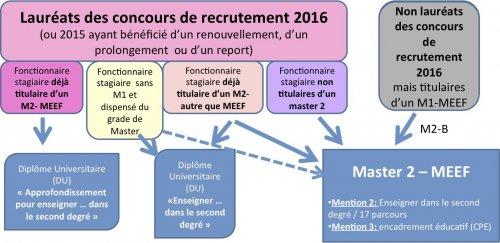 Lauréats des concours de recrutement 2016
(ou 2015 ayant bénéficié d'un renouvellement, d'un
prolongement ou d'un report)
Non lauréats
des concours
de
recrutement
2016
mais titulaires
d'un M1-MEEF
Fonctionnaire
stagiaire déjà
titulaire d'un
M2- MEEF
Fonctionnaire
stagiaire sans
M1 et
dispensé du
grade de
Master
Fonctionnaire
stagiaire déjà
titulaire d'un M2-
autre que MEEF
Fonctionnaire
stagiaire non
titulaires d'un
master 2
M2-B
Diplôme Universitaire
(DU)
« Approfondissement
pour enseigner ... dans
le second degré »
Diplôme
Universitaire
(DU)
«Enseigner ...
dans le second
degré »
Master 2 – MEEF
• Mention 2: Enseigner dans le second
degré / 17 parcours
• Mention 3: encadrement éducatif (CPE)